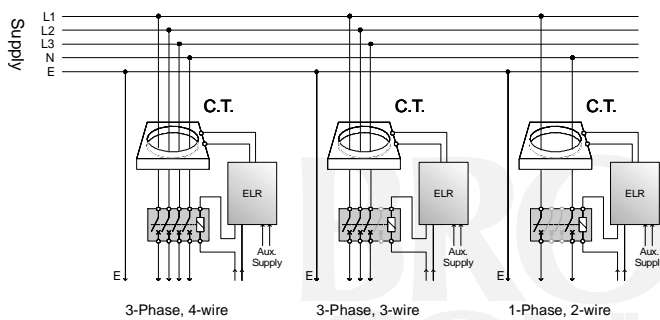 Supply
L1
L2
L3
N
E
C.T.
C.T.
C.T.
ELR
ELR
ELR
Aux.
Supply
Aux.
Supply
Aux.
Supply
E
E
E
3-Phase, 4-wire
3-Phase, 3-wire
1-Phase, 2-wire
BRO